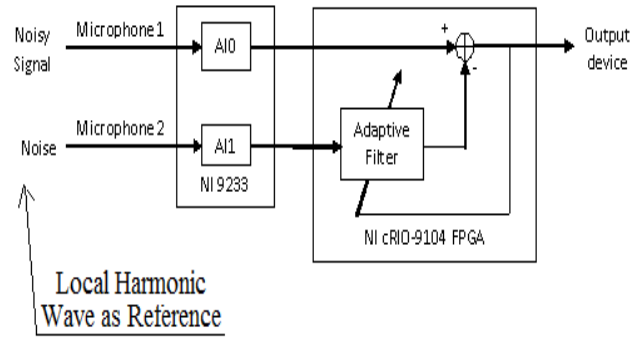 Noisy
Signal
Microphone 1
AI0
+
-
Output
device
Noise
Microphone 2
AI1
Adaptive
Filter
NI 9233
NI cRIO-9104 FPGA
Local Harmonic
Wave as Reference